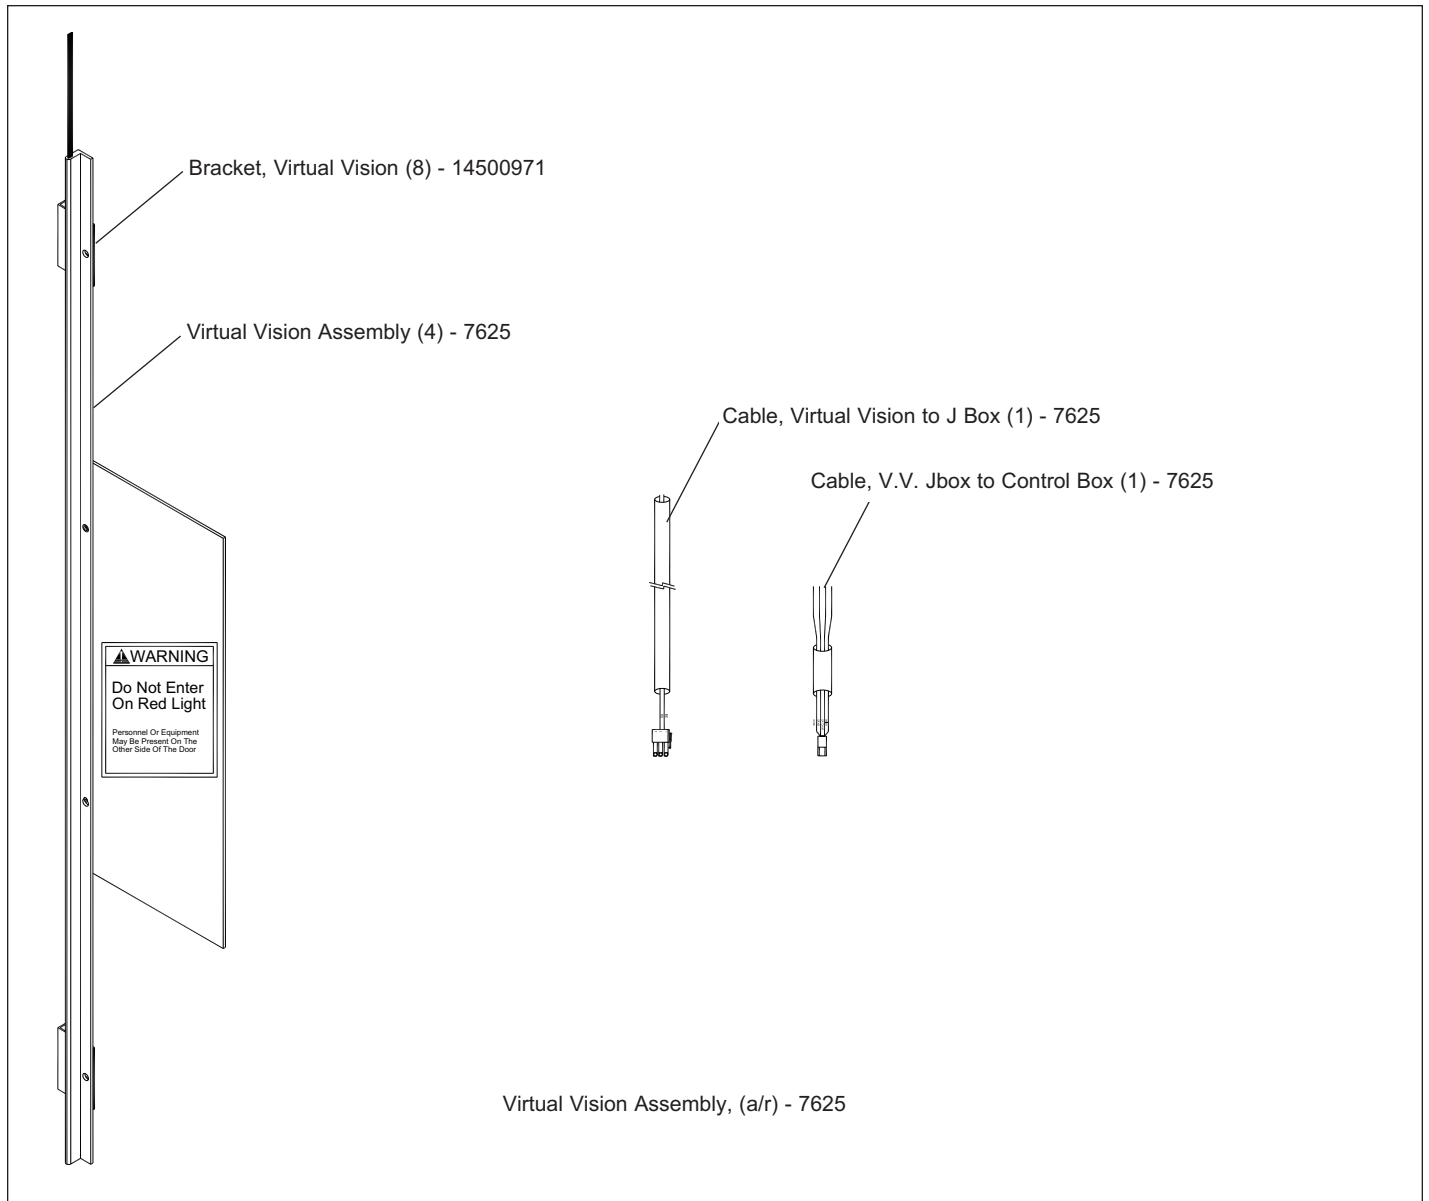 Bracket, Virtual Vision (8) - 14500971
Virtual Vision Assembly (4) - 7625
Cable, Virtual Vision to J Box (1) - 7625
Cable, V.V. Jbox to Control Box (1) - 7625
WARNING
Do Not Enter
On Red Light
Personnel Or Equipment
May Be Present On The
Other Side Of The Door
Virtual Vision Assembly, (a/r) - 7625